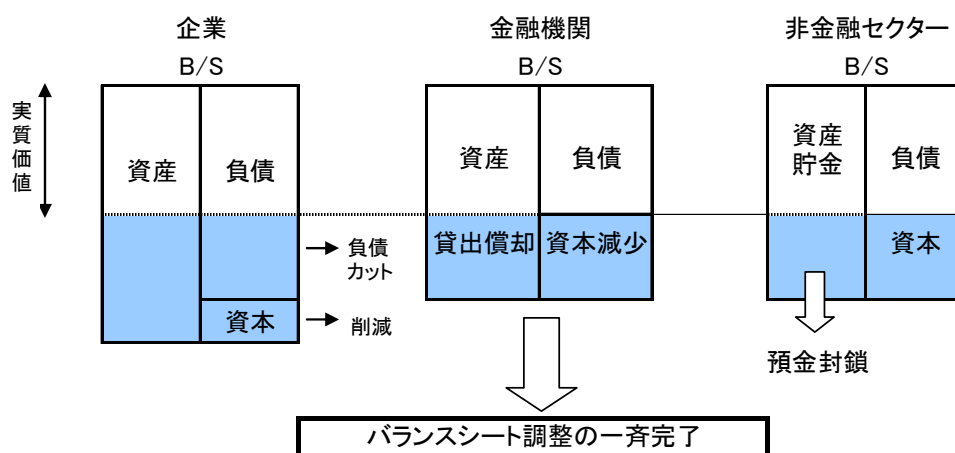 企業
B/S
金融機関
B/S
非金融セクター
B/S
実質価値
資産
負債
負債
カット
資本
削減
資産
負債
貸出償却
資本減少
資産
貯金
負債
資本
預金封鎖
バランスシート調整の一斉完了